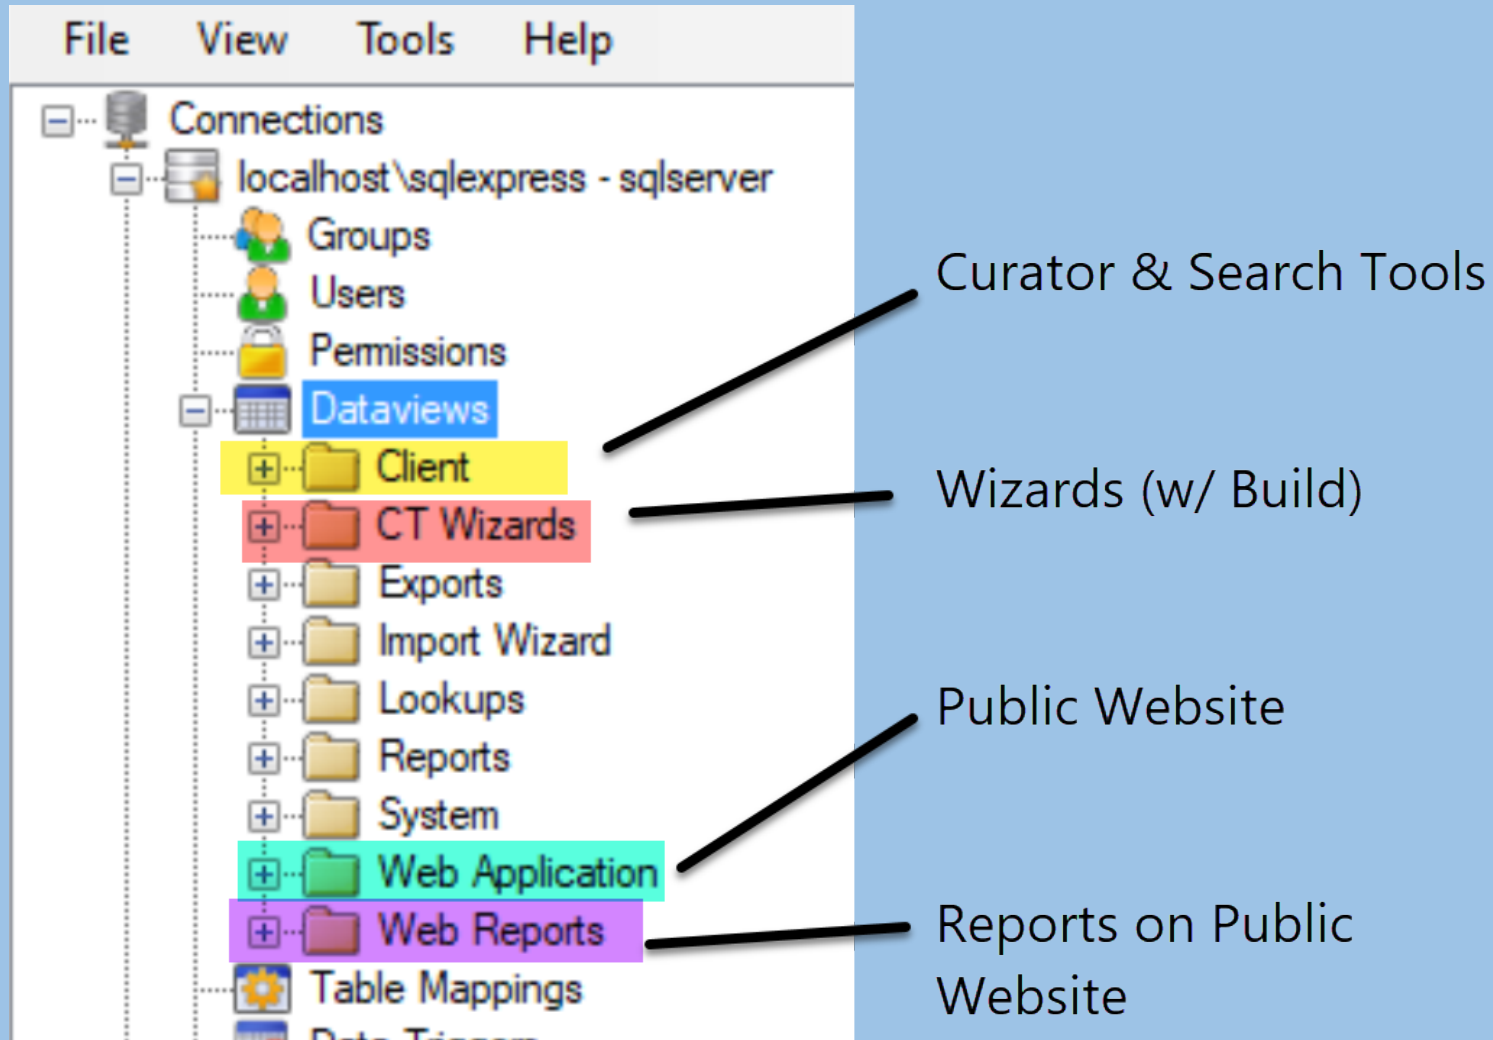 File View Tools Help
Connections
localhost\sqlexpress - sqlserver
Groups
Users
Permissions
Dataviews
Client
CT Wizards
Exports
Import Wizard
Lookups
Reports
System
Web Application
Web Reports
Table Mappings
Data Triggers
Curator & Search Tools
Wizards (w/ Build)
Public Website
Reports on Public
Website